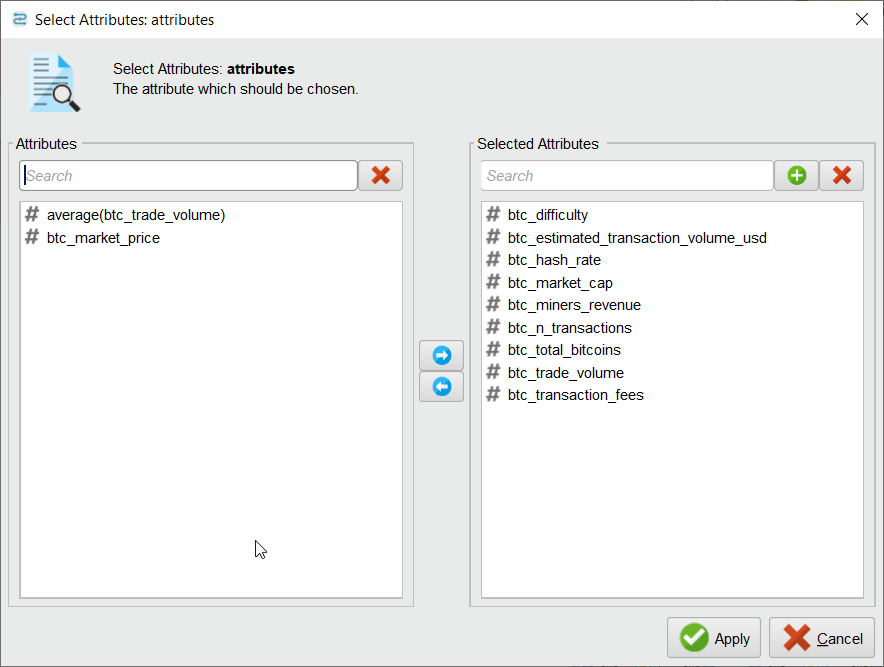 Select Attributes: attributes
Select Attributes: attributes
The attribute which should be chosen.
Attributes
Search
# average(btc_trade_volume)
# btc_market_price
Selected Attributes
Search
# btc_difficulty
# btc_estimated_transaction_volume_usd
# btc_hash_rate
# btc_market_cap
# btc_miners_revenue
# btc_n_transactions
# btc_total_bitcoins
# btc_trade_volume
# btc_transaction_fees
Apply
Cancel